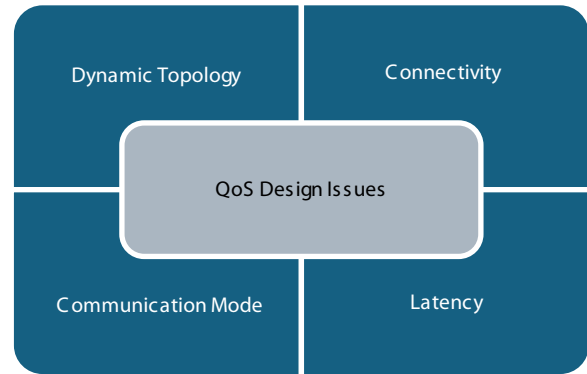 Dynamic Topology
Connectivity
QoS Design Issues
Communication Mode
Latency